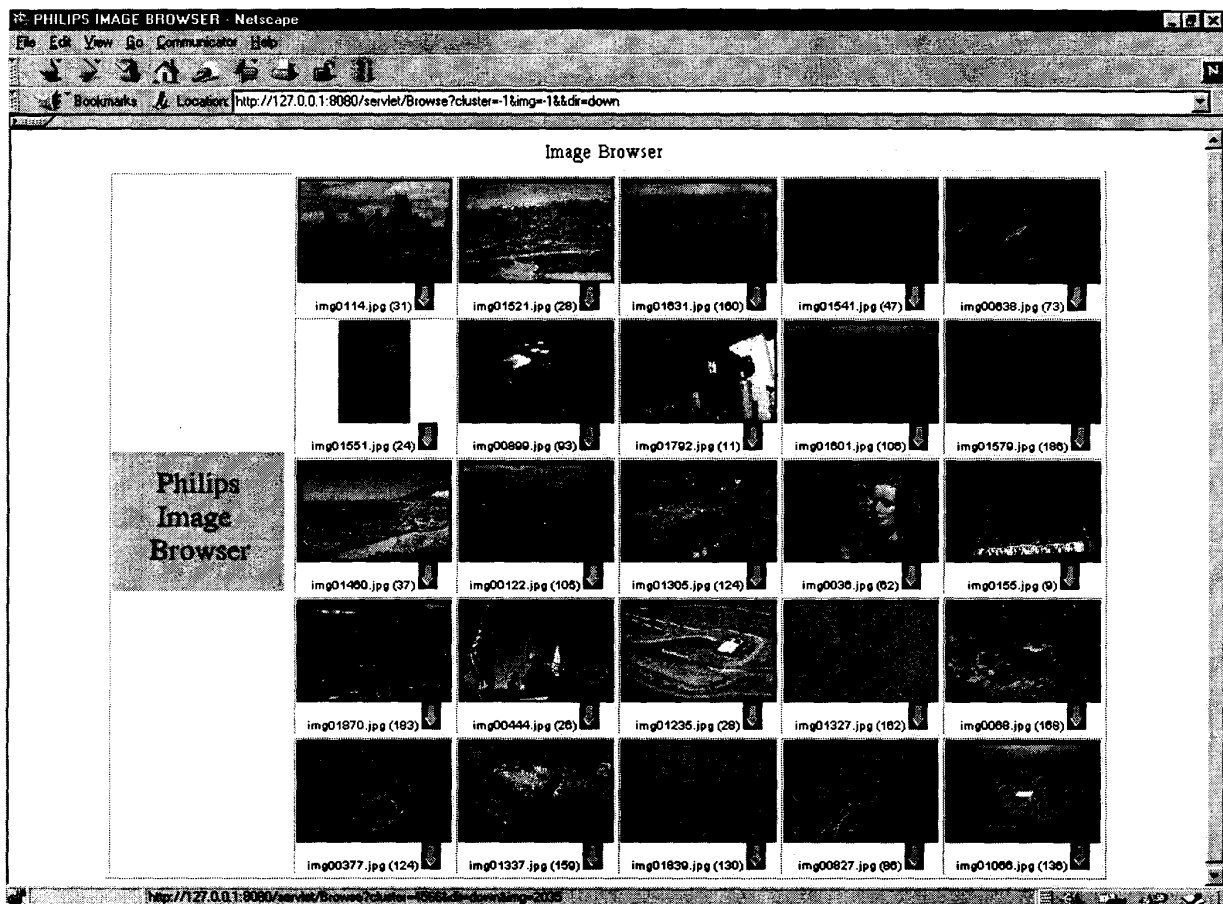 PHILIPS IMAGE BROWSER - Netscape
File Edit View Go Communicator Help
Bookmarks Location: http://127.0.0.1:8080/servlet/Browse?cluster=-1&img=-1&&dir=down
Image Browser
img0114.jpg (31) img01521.jpg (28) img01631.jpg (160) img01541.jpg (47) img00638.jpg (73)
img01551.jpg (24) img00899.jpg (93) img01792.jpg (11) img01601.jpg (106) img01579.jpg (186)
Philips
Image
Browser
img01460.jpg (37) img00122.jpg (105) img01305.jpg (124) img0036.jpg (62) img0155.jpg (9)
img01870.jpg (183) img00444.jpg (26) img01235.jpg (28) img01327.jpg (162) img0068.jpg (168)
img00377.jpg (124) img01337.jpg (159) img01839.jpg (130) img00827.jpg (86) img01066.jpg (136)